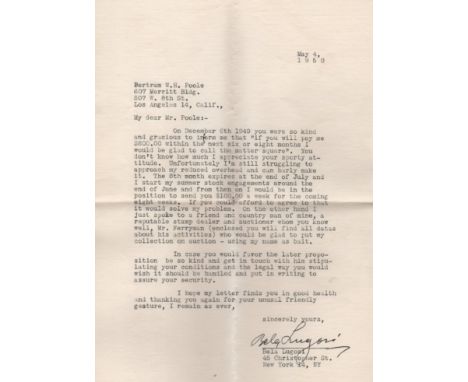 May 4,
1950
Bertram W.H. Poole
607 Merritt Bldg.
307 W. 8th St.
Los Angeles 14, Calif.,
My dear Mr. Poole:-
On December 6th 1949 you were so kind
and grazious to inform me that "if you will pay me
$800.00 within the next six or eight months I
would be glad to call the matter square". You
don't know how much I appreciate your sporty at-
titude. Unfortunately I'm still struggling to
approach my reduced overhead and can barly make
it. The 8th month expires at the end of July and
I start my summer stock engagements around the
end of June and from then on I would be in the
position to send you $100.00 a week for the coming
eight weeks. If you could afford to agree to that
it would solve my problem. On the other hand I
just spoke to a friend and country man of mine, a
reputable stamp dealer and auctioner whom you know
well, Mr. Ferryman (enclosed you will find all datas
about his activities) who would be glad to put my
collection on auction - using my name as bait.
In case you would favor the later propo-
sition be so kind and get in touch with him stipu-
lating your conditions and the legal way you would
wish it should be handled and put in writing to
assure your security.
I hope my letter finds you in good health
and thanking you again for your unusual friendly
gesture, I remain as ever,
sincerely yours,
Bela Lugosi
Bela Lugosi
45 Christopher St.
New York 14, NY